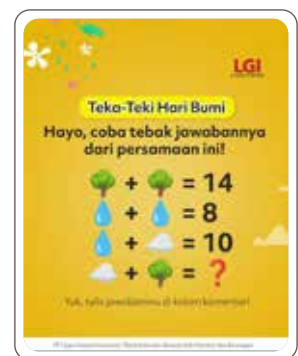 LGI
Teka-Teki Hari Bumi
Hayo, coba tebak jawabannya
dari persamaan ini!
🌳 + 🌳 = 14
💧 + 💧 = 8
💧 + ☁️ = 10
☁️ + 🌳 = ❓
Yuk, tulis jawabanmu di kolom komentar!